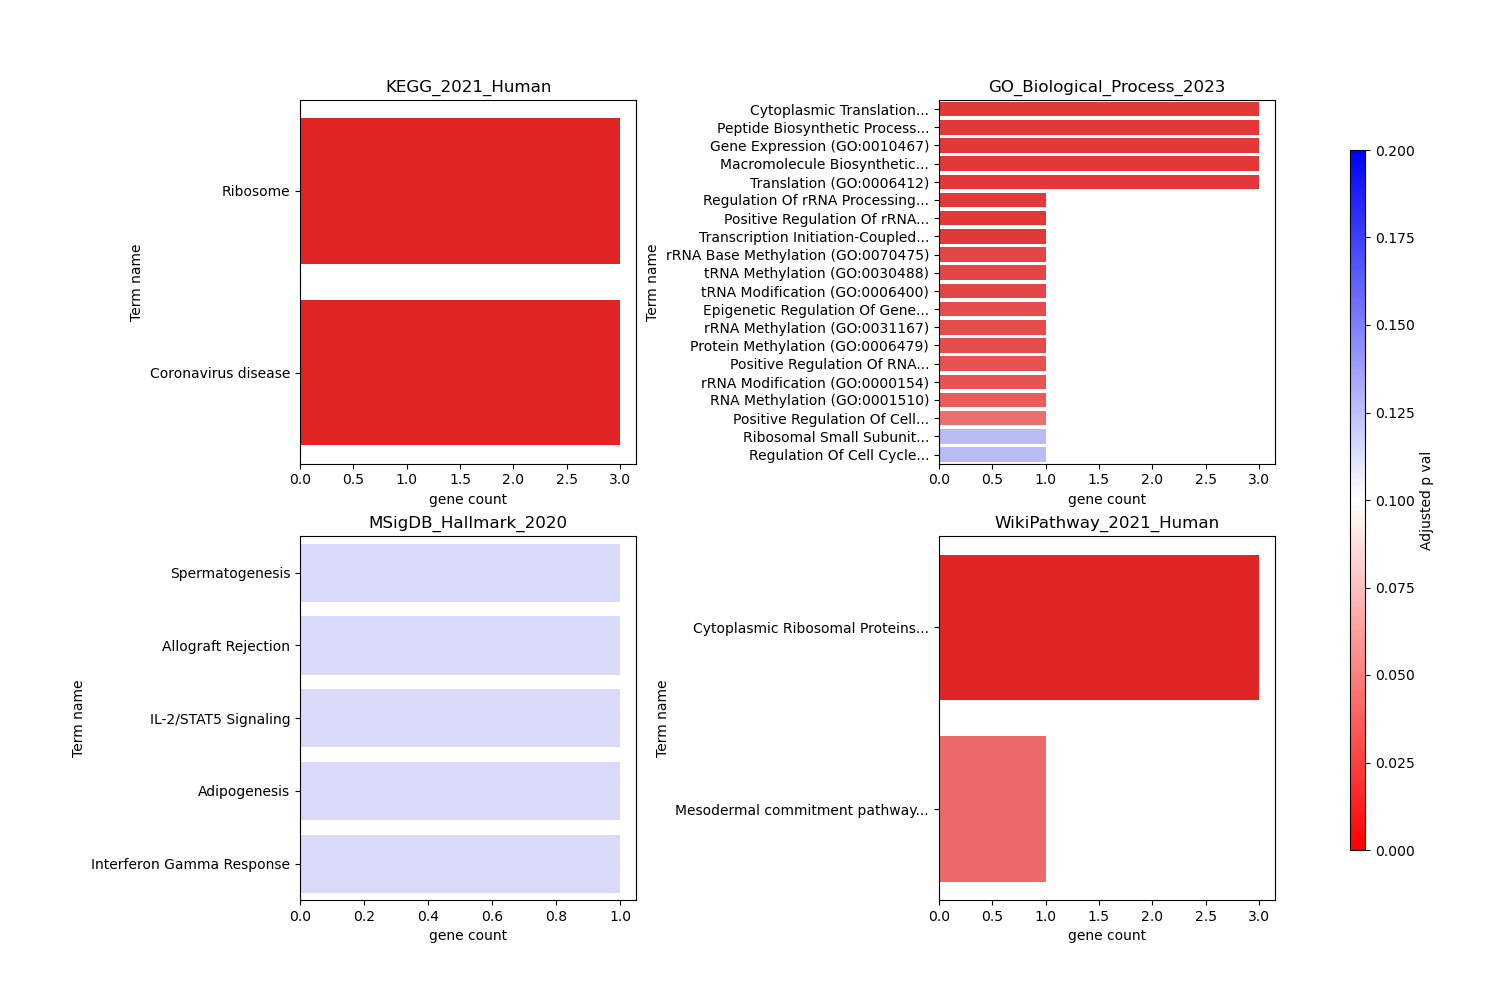 KEGG_2021_Human
Term name
Ribosome
Coronavirus disease
0.0 0.5 1.0 1.5 2.0 2.5 3.0
gene count
GO_Biological_Process_2023
Term name
Cytoplasmic Translation...
Peptide Biosynthetic Process...
Gene Expression (GO:0010467)
Macromolecule Biosynthetic...
Translation (GO:0006412)
Regulation Of rRNA Processing...
Positive Regulation Of rRNA...
Transcription Initiation-Coupled...
rRNA Base Methylation (GO:0070475)
tRNA Methylation (GO:0030488)
tRNA Modification (GO:0006400)
Epigenetic Regulation Of Gene...
rRNA Methylation (GO:0031167)
Protein Methylation (GO:0006479)
Positive Regulation Of RNA...
rRNA Modification (GO:0000154)
RNA Methylation (GO:0001510)
Positive Regulation Of Cell...
Ribosomal Small Subunit...
Regulation Of Cell Cycle...
0.0 0.5 1.0 1.5 2.0 2.5 3.0
gene count
MSigDB_Hallmark_2020
Term name
Spermatogenesis
Allograft Rejection
IL-2/STAT5 Signaling
Adipogenesis
Interferon Gamma Response
0.0 0.2 0.4 0.6 0.8 1.0
gene count
WikiPathway_2021_Human
Term name
Cytoplasmic Ribosomal Proteins...
Mesodermal commitment pathway...
0.0 0.5 1.0 1.5 2.0 2.5 3.0
gene count
0.200
0.175
0.150
0.125
0.100
0.075
0.050
0.025
0.000
Adjusted p val